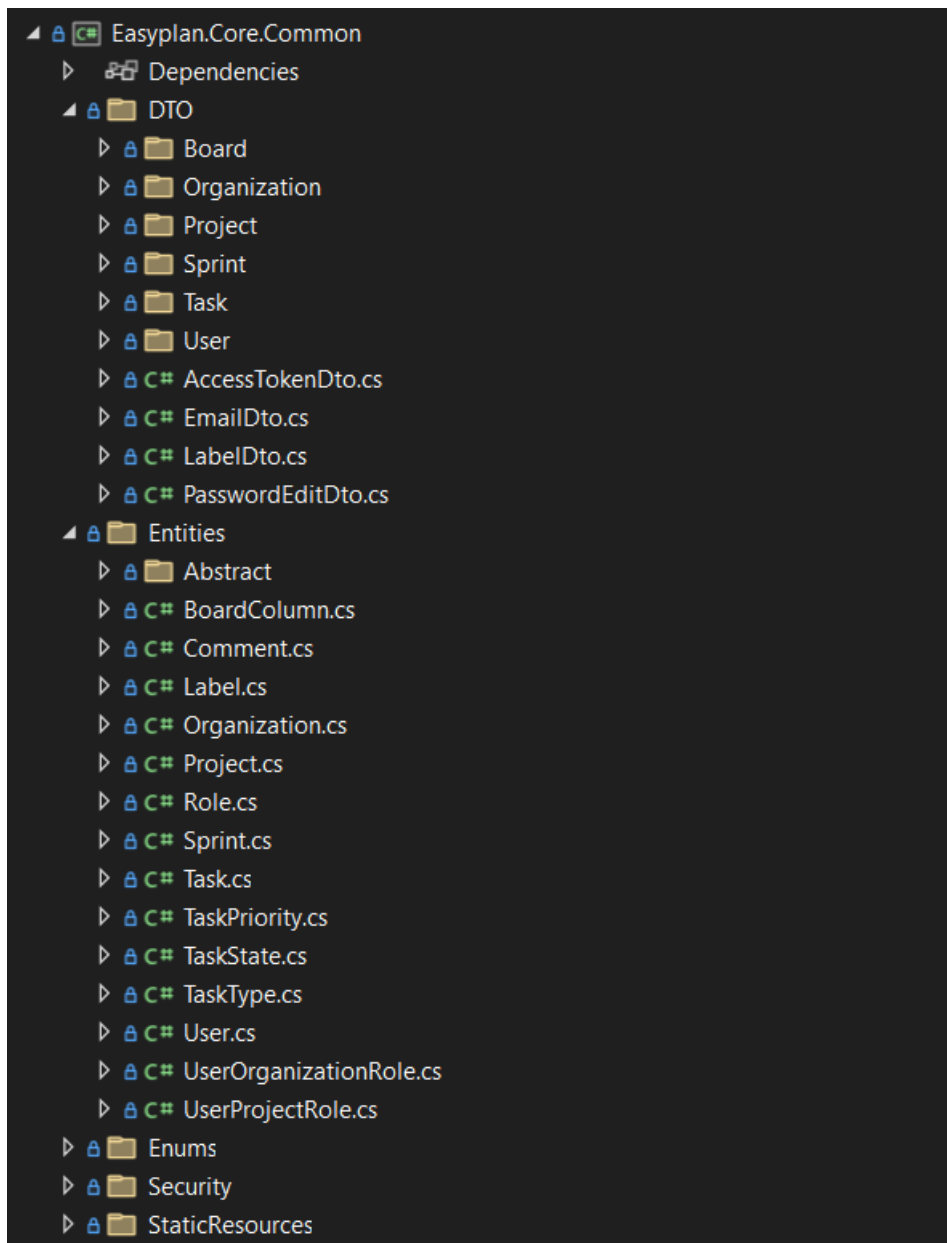 C# Easyplan.Core.Common
Dependencies
DTO
Board
Organization
Project
Sprint
Task
User
C# AccessTokenDto.cs
C# EmailDto.cs
C# LabelDto.cs
C# PasswordEditDto.cs
Entities
Abstract
C# BoardColumn.cs
C# Comment.cs
C# Label.cs
C# Organization.cs
C# Project.cs
C# Role.cs
C# Sprint.cs
C# Task.cs
C# TaskPriority.cs
C# TaskState.cs
C# TaskType.cs
C# User.cs
C# UserOrganizationRole.cs
C# UserProjectRole.cs
Enums
Security
StaticResources